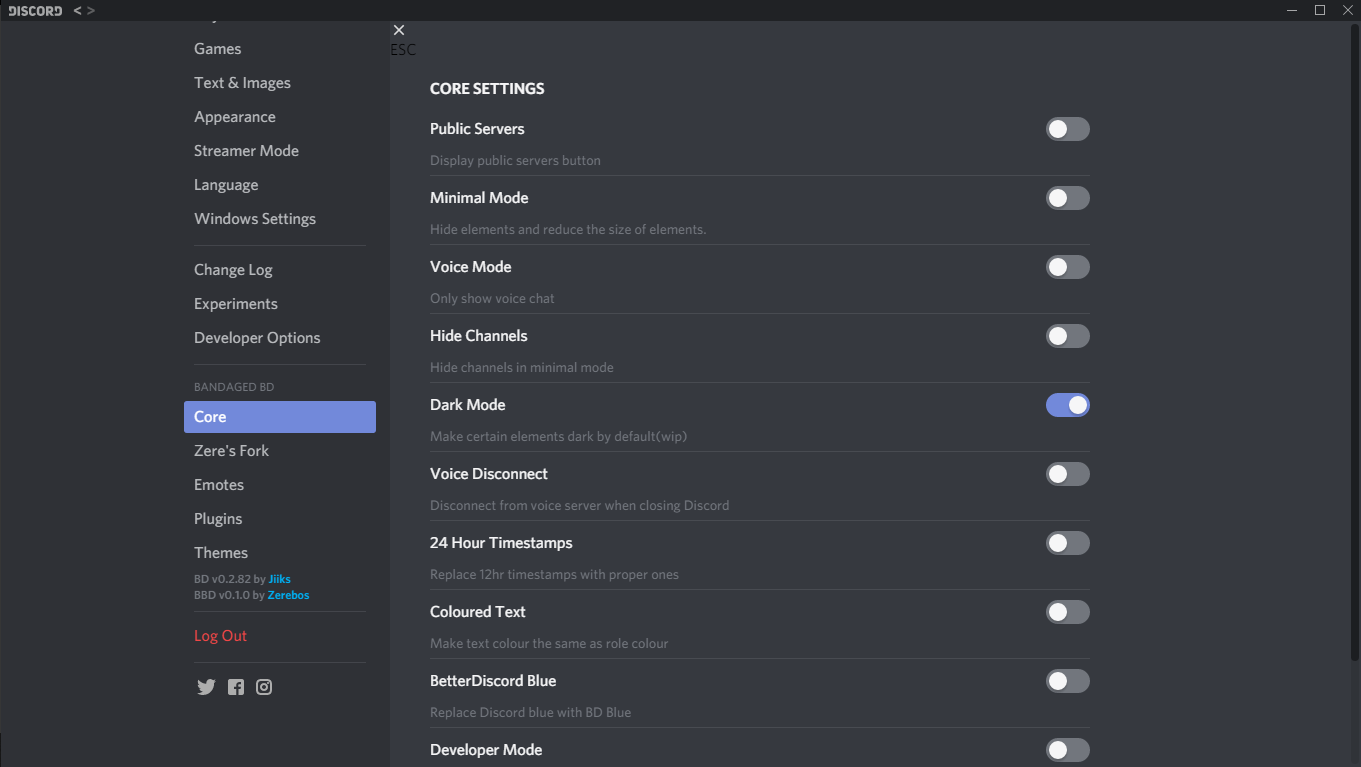 DISCORD < >
Games
Text & Images
Appearance
Streamer Mode
Language
Windows Settings
Change Log
Experiments
Developer Options
BANDAGED BD
Core
Zere's Fork
Emotes
Plugins
Themes
BD v0.2.82 by Jiiks
BBD v0.1.0 by Zerebos
Log Out
ESC
CORE SETTINGS
Public Servers
Display public servers button
Minimal Mode
Hide elements and reduce the size of elements.
Voice Mode
Only show voice chat
Hide Channels
Hide channels in minimal mode
Dark Mode
Make certain elements dark by default(wip)
Voice Disconnect
Disconnect from voice server when closing Discord
24 Hour Timestamps
Replace 12hr timestamps with proper ones
Coloured Text
Make text colour the same as role colour
BetterDiscord Blue
Replace Discord blue with BD Blue
Developer Mode